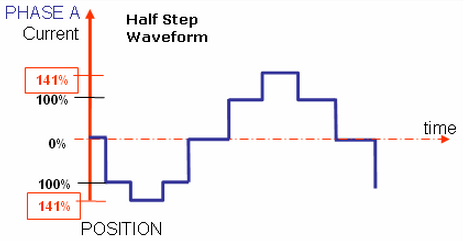 PHASE A
Current
Half Step
Waveform
141%
100%
0%
time
100%
141%
POSITION